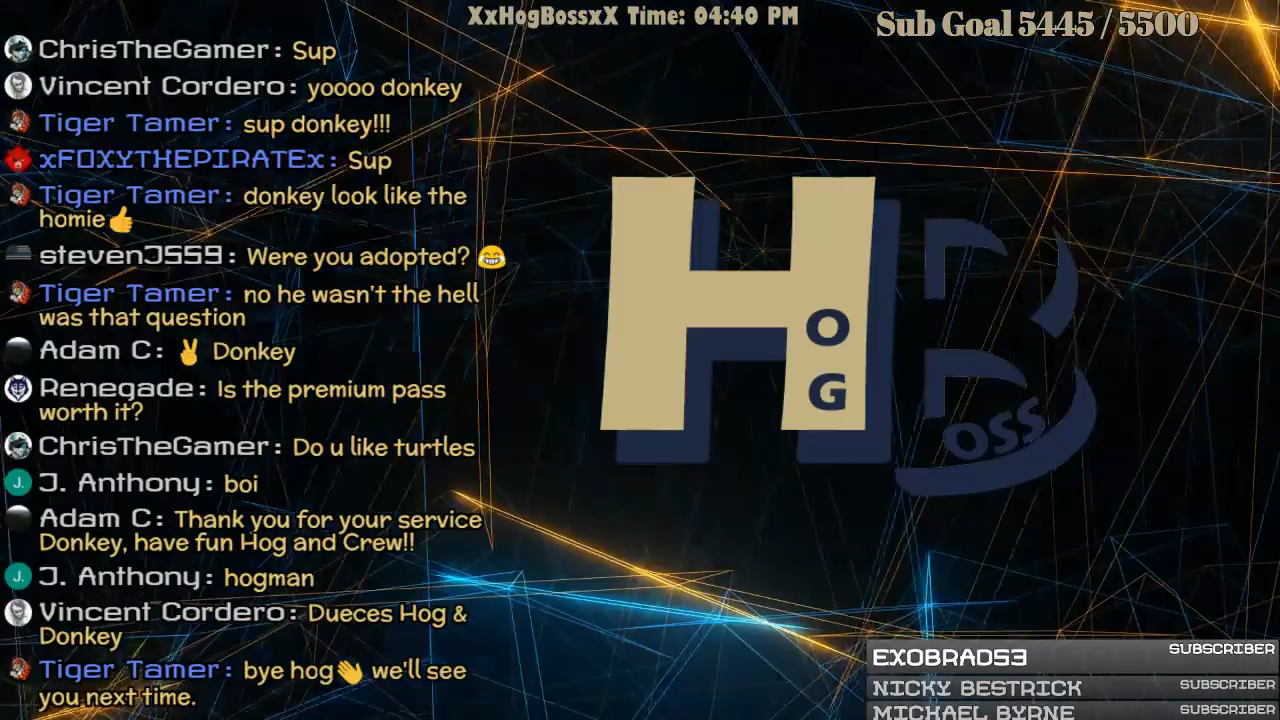 XxHogBossxX Time: 04:40 PM
Sub Goal 5445 / 5500
ChrisTheGamer: Sup
Vincent Cordero: yoooo donkey
Tiger Tamer: sup donkey!!!
xFOXYTHEPIRATEx: Sup
Tiger Tamer: donkey look like the
homie👍
stevenJ559: Were you adopted? 😂
Tiger Tamer: no he wasn't the hell
was that question
Adam C: ✌ Donkey
Renegade: Is the premium pass
worth it?
ChrisTheGamer: Do u like turtles
J. Anthony: boi
Adam C: Thank you for your service
Donkey, have fun Hog and Crew!!
J. Anthony: hogman
Vincent Cordero: Dueces Hog &
Donkey
Tiger Tamer: bye hog👋 we'll see
you next time.
HOG
BOSS
EXOBRAD53 SUBSCRIBER
NICKY BESTRICK SUBSCRIBER
MICHAEL BYRNE SUBSCRIBER